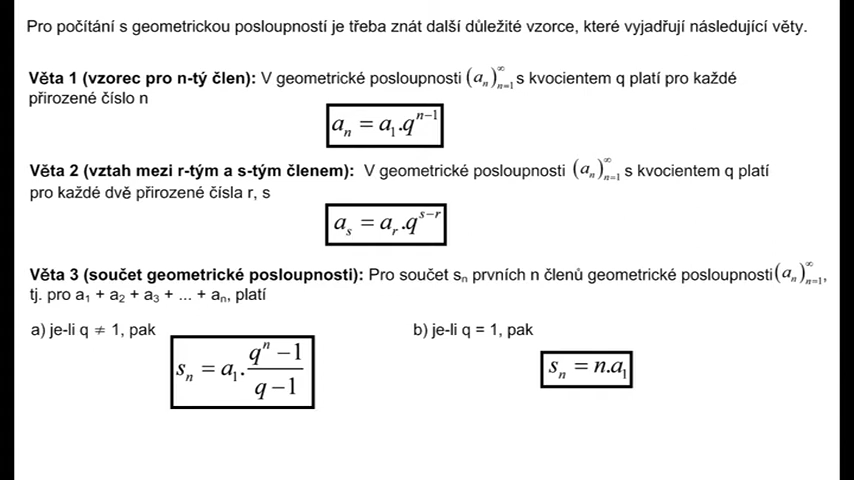 Pro počítání s geometrickou posloupností je třeba znát další důležité vzorce, které vyjadřují následující věty.
Věta 1 (vzorec pro n-tý člen): V geometrické posloupnosti (aₙ)ₙ₌₁^∞ s kvocientem q platí pro každé
přirozené číslo n
aₙ = a₁.qⁿ⁻¹
Věta 2 (vztah mezi r-tým a s-tým členem): V geometrické posloupnosti (aₙ)ₙ₌₁^∞ s kvocientem q platí
pro každé dvě přirozené čísla r, s
aₛ = aᵣ.q^(s−r)
Věta 3 (součet geometrické posloupnosti): Pro součet sₙ prvních n členů geometrické posloupnosti (aₙ)ₙ₌₁^∞,
tj. pro a₁ + a₂ + a₃ + ... + aₙ, platí
a) je-li q ≠ 1, pak
sₙ = a₁.(qⁿ − 1)/(q − 1)
b) je-li q = 1, pak
sₙ = n.a₁